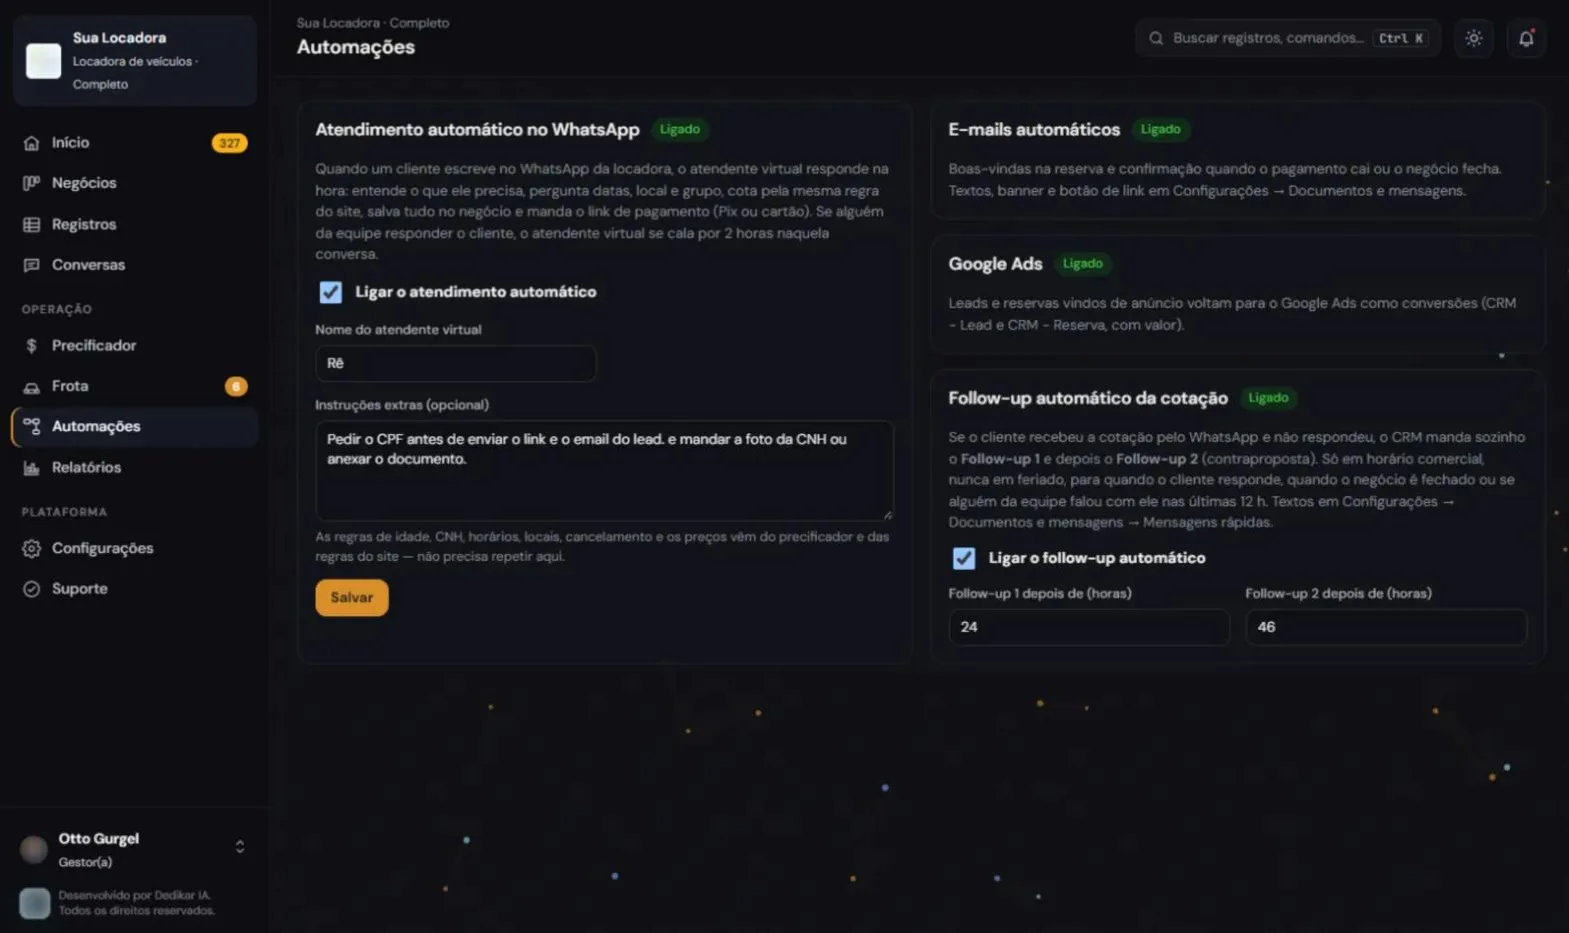 Sua Locadora
Locadora de veículos ·
Completo
Início
327
Negócios
Registros
Conversas
OPERAÇÃO
Precificador
Frota
6
Automações
Relatórios
PLATAFORMA
Configurações
Suporte
Otto Gurgel
Gestor(a)
Desenvolvido por Dedikar IA.
Todos os direitos reservados.
Sua Locadora · Completo
Automações
Buscar registros, comandos...
Ctrl K
Atendimento automático no WhatsApp
Ligado
Quando um cliente escreve no WhatsApp da locadora, o atendente virtual responde na
hora: entende o que ele precisa, pergunta datas, local e grupo, cota pela mesma regra
do site, salva tudo no negócio e manda o link de pagamento (Pix ou cartão). Se alguém
da equipe responder o cliente, o atendente virtual se cala por 2 horas naquela
conversa.
Ligar o atendimento automático
Nome do atendente virtual
Rê
Instruções extras (opcional)
Pedir o CPF antes de enviar o link e o email do lead. e mandar a foto da CNH ou
anexar o documento.
As regras de idade, CNH, horários, locais, cancelamento e os preços vêm do precificador e das
regras do site — não precisa repetir aqui.
Salvar
E-mails automáticos
Ligado
Boas-vindas na reserva e confirmação quando o pagamento cai ou o negócio fecha.
Textos, banner e botão de link em Configurações → Documentos e mensagens.
Google Ads
Ligado
Leads e reservas vindos de anúncio voltam para o Google Ads como conversões (CRM
- Lead e CRM - Reserva, com valor).
Follow-up automático da cotação
Ligado
Se o cliente recebeu a cotação pelo WhatsApp e não respondeu, o CRM manda sozinho
o Follow-up 1 e depois o Follow-up 2 (contraproposta). Só em horário comercial,
nunca em feriado, para quando o cliente responde, quando o negócio é fechado ou se
alguém da equipe falou com ele nas últimas 12 h. Textos em Configurações →
Documentos e mensagens → Mensagens rápidas.
Ligar o follow-up automático
Follow-up 1 depois de (horas)
Follow-up 2 depois de (horas)
24
46